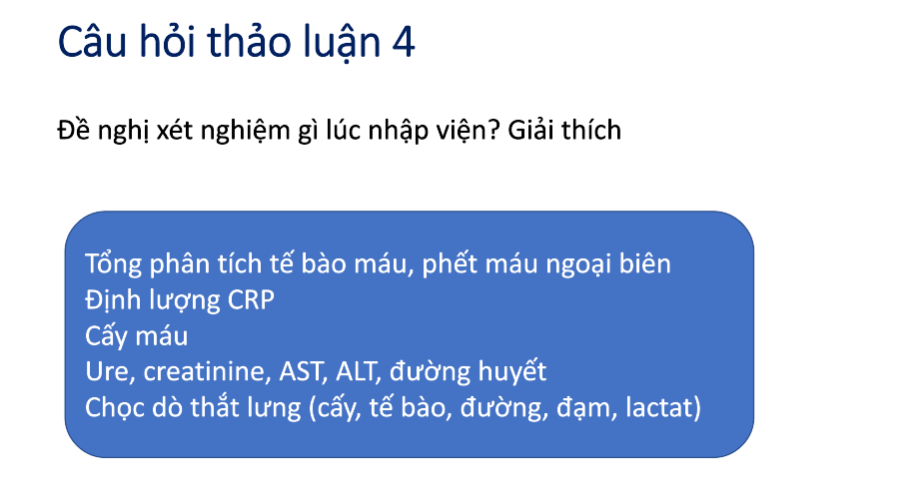 Câu hỏi thảo luận 4
Đề nghị xét nghiệm gì lúc nhập viện? Giải thích
Tổng phân tích tế bào máu, phết máu ngoại biên
Định lượng CRP
Cấy máu
Ure, creatinine, AST, ALT, đường huyết
Chọc dò thắt lưng (cấy, tế bào, đường, đạm, lactat)